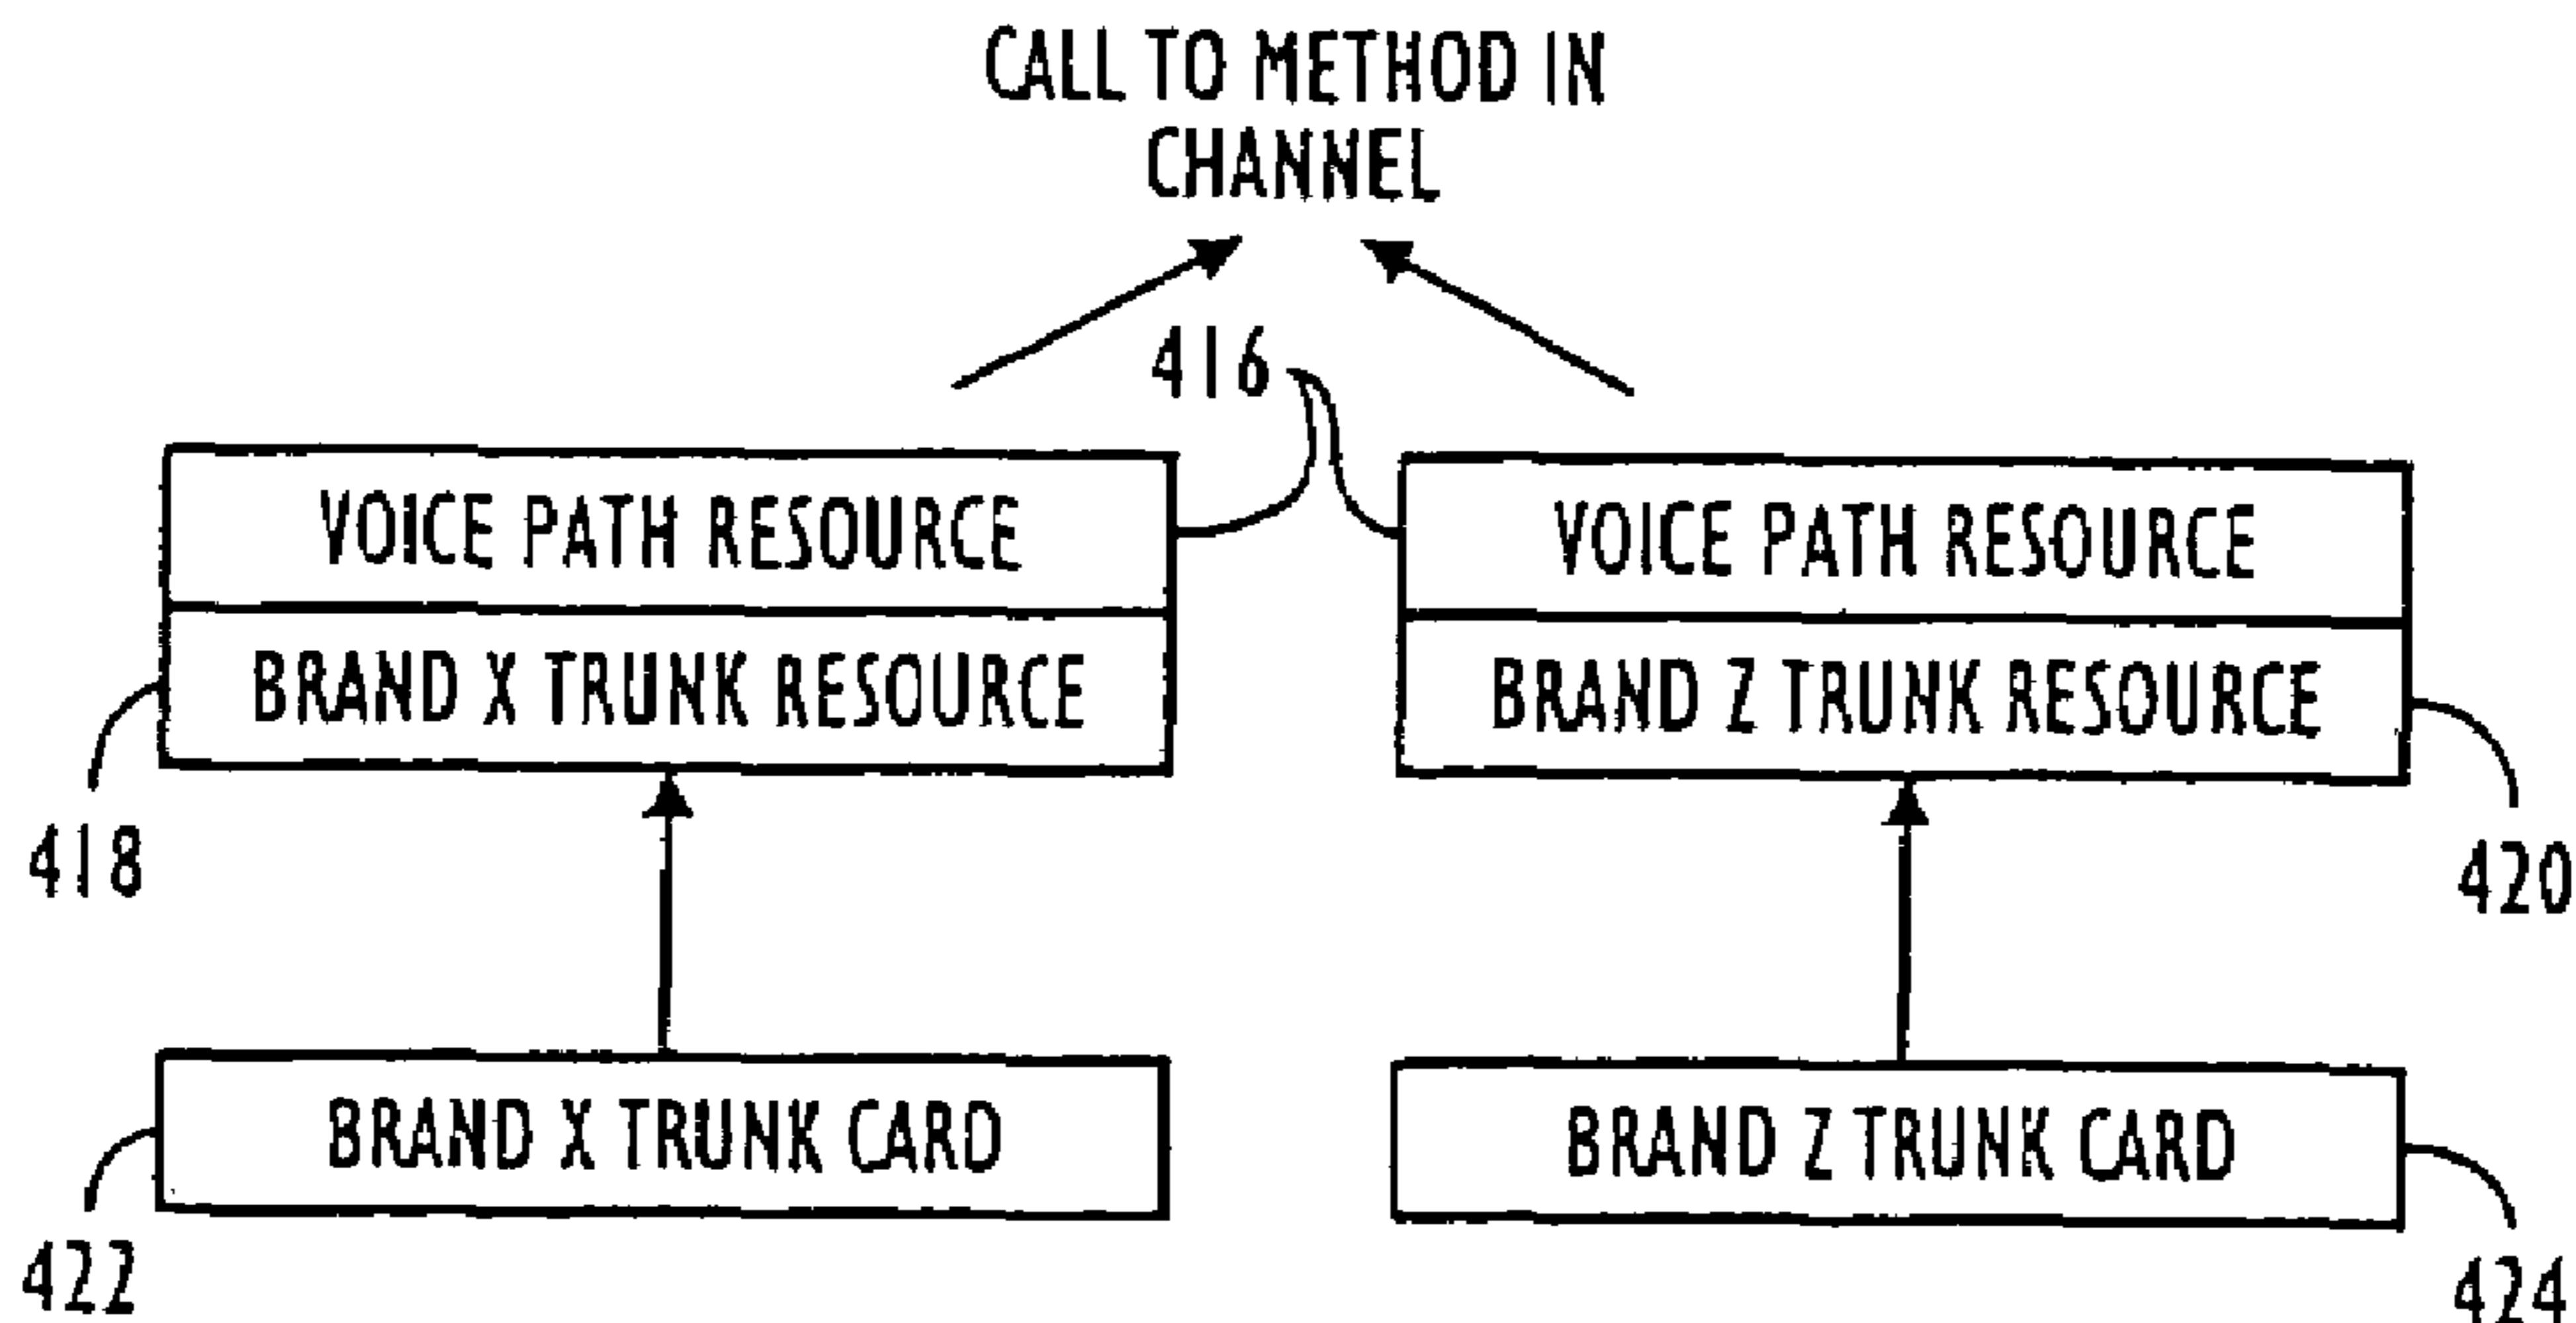 CALL TO METHOD IN
CHANNEL
416
VOICE PATH RESOURCE
VOICE PATH RESOURCE
BRAND X TRUNK RESOURCE
BRAND Z TRUNK RESOURCE
418
420
BRAND X TRUNK CARD
BRAND Z TRUNK CARD
422
424